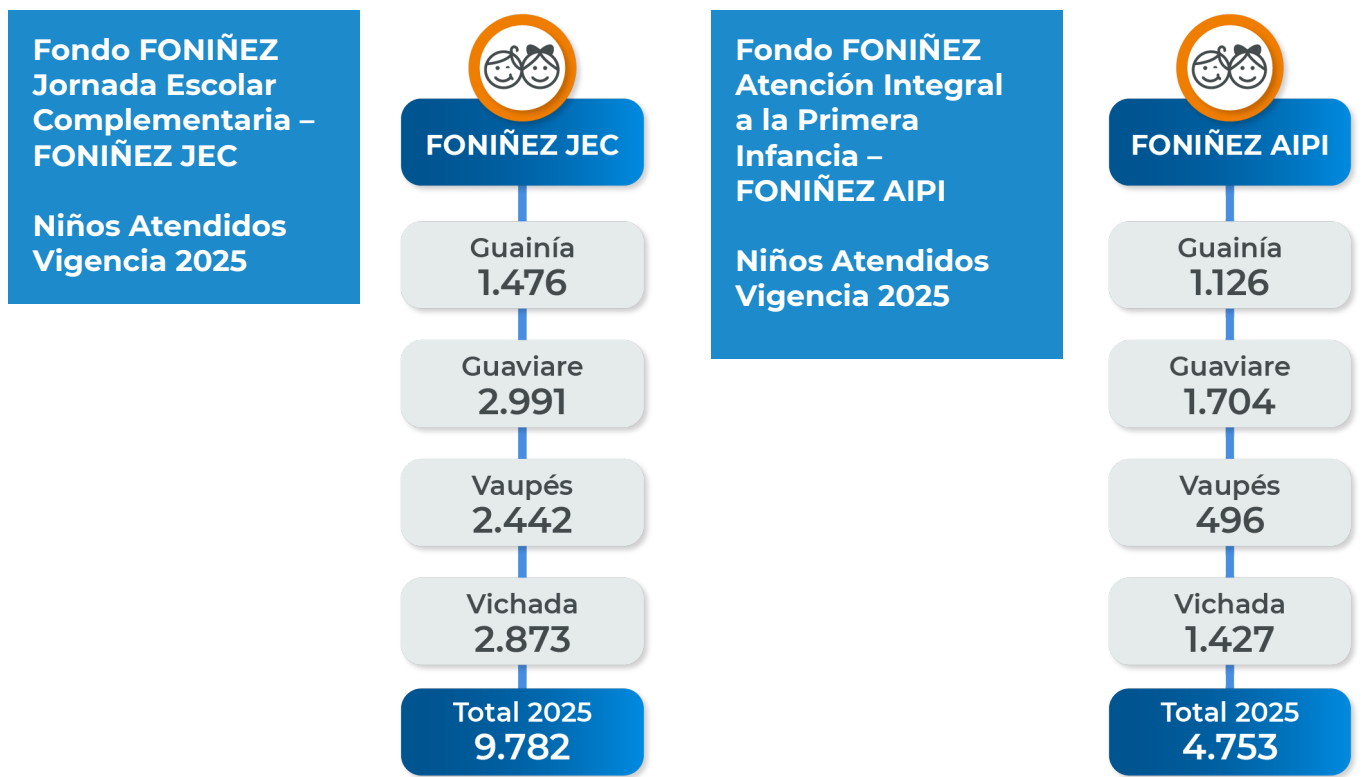 Fondo FONIÑEZ
Jornada Escolar
Complementaria –
FONIÑEZ JEC
Niños Atendidos
Vigencia 2025
FONIÑEZ JEC
Guainía
1.476
Guaviare
2.991
Vaupés
2.442
Vichada
2.873
Total 2025
9.782
Fondo FONIÑEZ
Atención Integral
a la Primera
Infancia –
FONIÑEZ AIPI
Niños Atendidos
Vigencia 2025
FONIÑEZ AIPI
Guainía
1.126
Guaviare
1.704
Vaupés
496
Vichada
1.427
Total 2025
4.753